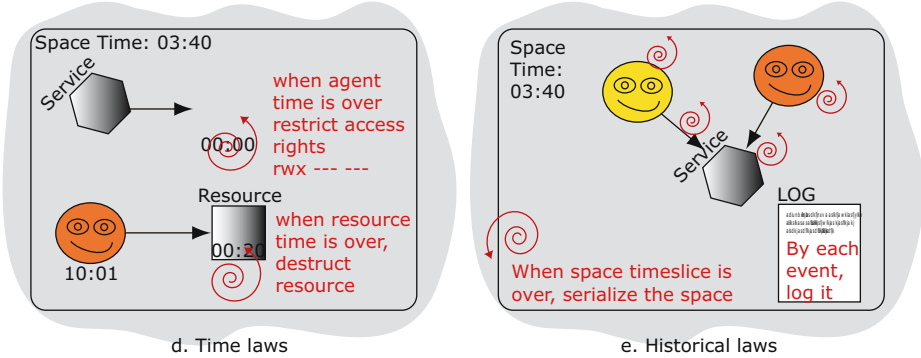 Space Time: 03:40
Service
00:00
when agent
time is over
restrict access
rights
rwx --- ---
10:01
Resource
00:20
when resource
time is over,
destruct
resource
d. Time laws
Space
Time:
03:40
Service
LOG
By each
event,
log it
When space timeslice is
over, serialize the space
e. Historical laws